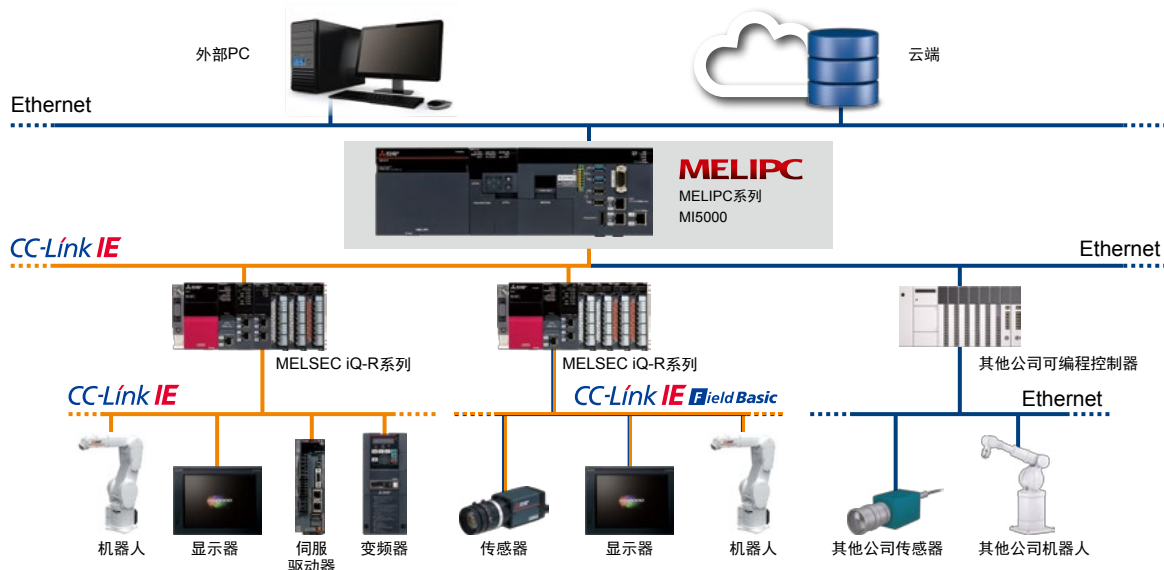 外部PC
云端
Ethernet
MELIPC
MELIPC系列
MI5000
CC-Link IE
Ethernet
MELSEC iQ-R系列
MELSEC iQ-R系列
其他公司可编程控制器
CC-Link IE
CC-Link IE Field Basic
Ethernet
机器人
显示器
伺服
驱动器
变频器
传感器
显示器
机器人
其他公司传感器
其他公司机器人